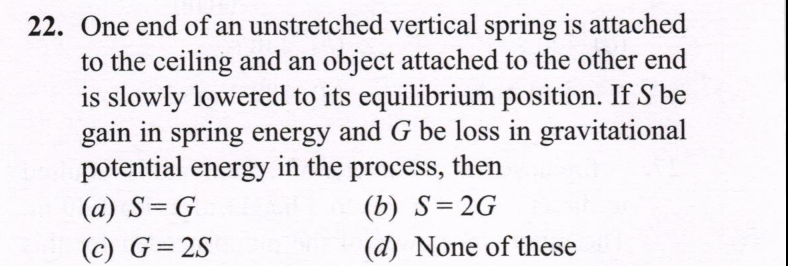 22. One end of an unstretched vertical spring is attached
to the ceiling and an object attached to the other end
is slowly lowered to its equilibrium position. If S be
gain in spring energy and G be loss in gravitational
potential energy in the process, then
(a) S = G (b) S = 2G
(c) G = 2S (d) None of these